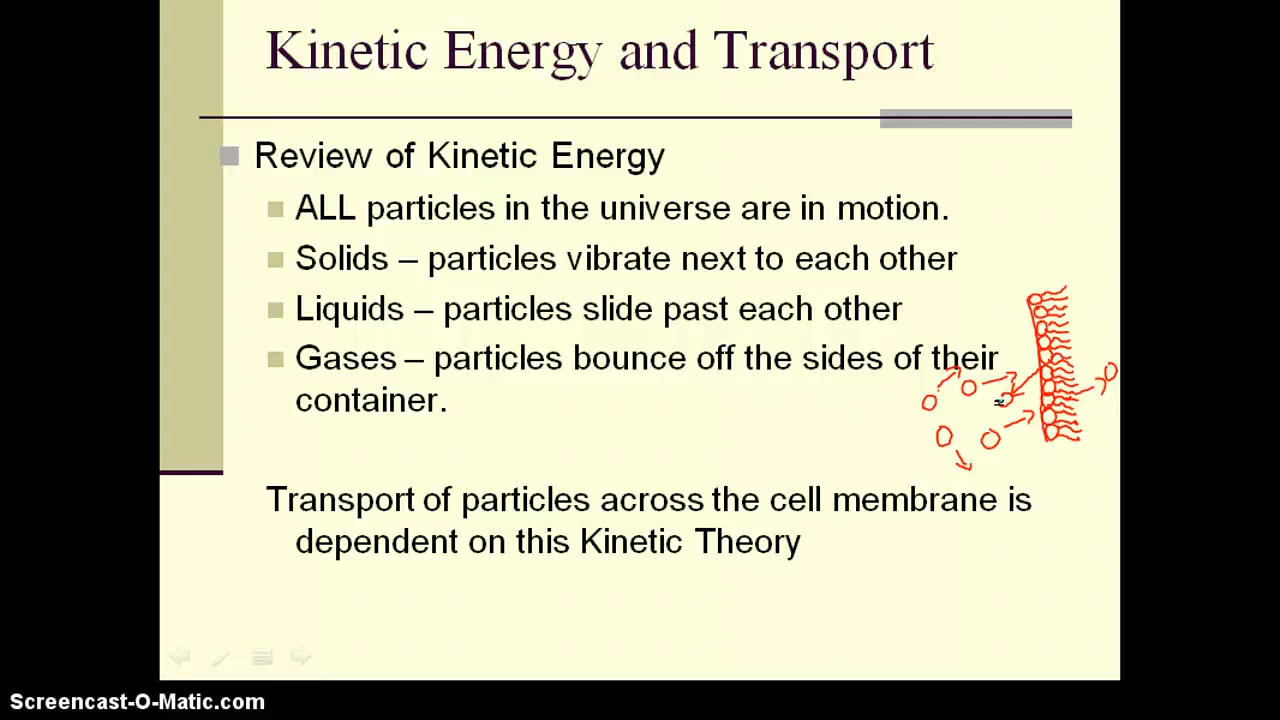 Kinetic Energy and Transport
Review of Kinetic Energy
ALL particles in the universe are in motion.
Solids – particles vibrate next to each other
Liquids – particles slide past each other
Gases – particles bounce off the sides of their
container.
Transport of particles across the cell membrane is
dependent on this Kinetic Theory
Screencast-O-Matic.com